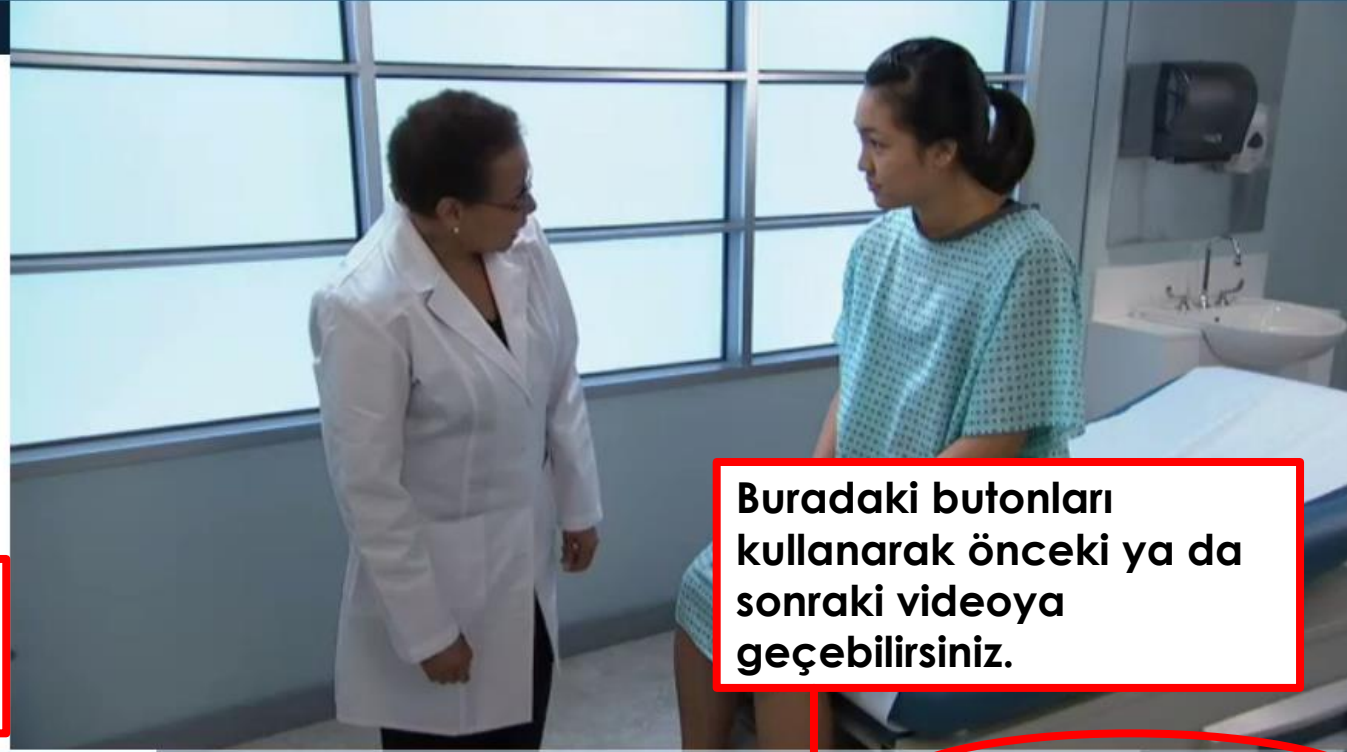 Buradaki butonları
kullanarak önceki ya da
sonraki videoya
geçebilirsiniz.